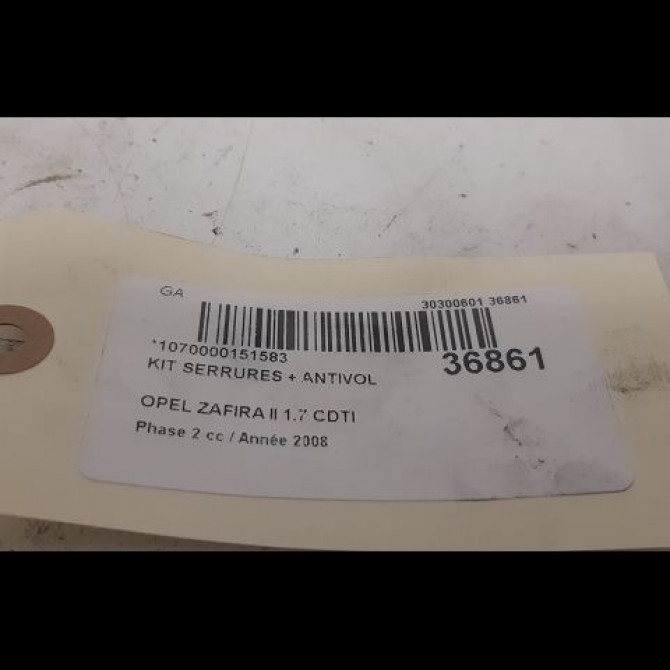 GA
30300601 36861
*1070000151583
36861
KIT SERRURES + ANTIVOL
OPEL ZAFIRA II 1.7 CDTI
Phase 2 cc / Année 2008